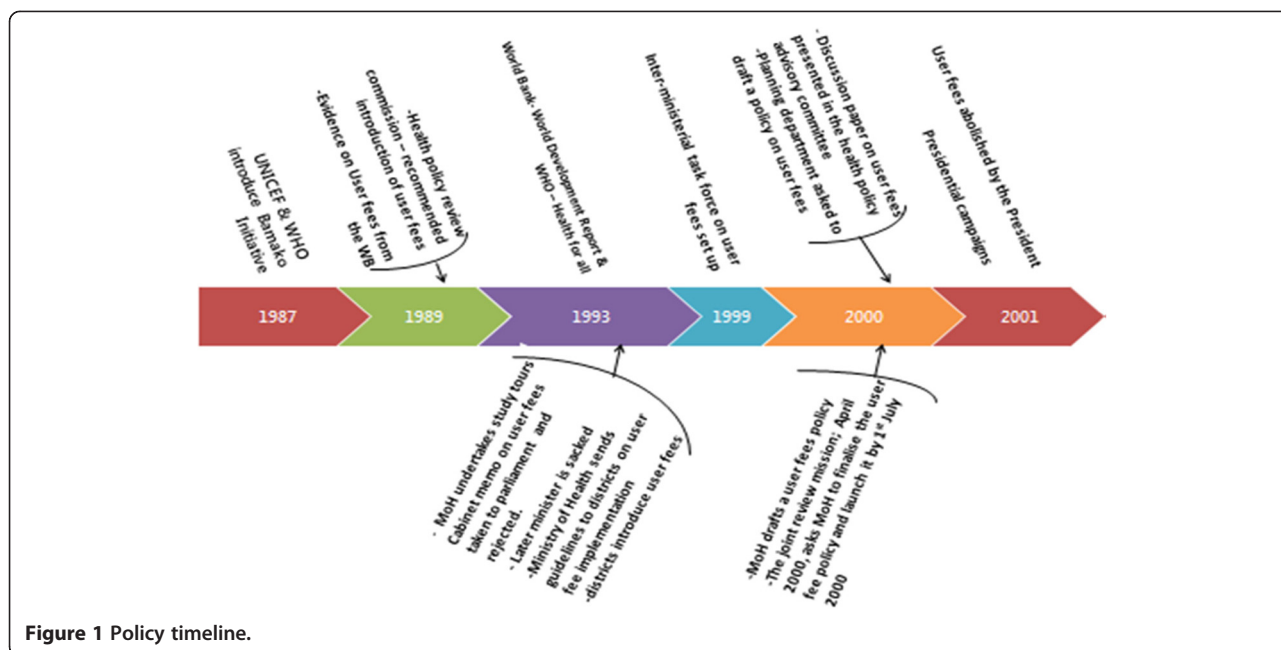 UNICEF & WHO
introduce Bamako
Initiative
-Health policy review
commission – recommended
introduction of user fees
-Evidence on User fees from
the WB
World Bank- World Development Report &
WHO – Health for all
Inter-ministerial task force on user
fees set up
- Discussion paper on user fees
presented in the health policy
advisory committee
-Planning department asked to
draft a policy on user fees
User fees abolished by the President
Presidential campaigns
1987
1989
1993
1999
2000
2001
- MoH undertakes study tours
Cabinet memo on user fees
taken to parliament and
rejected.
- Later minister is sacked
-Ministry of Health sends
guidelines to districts on user
fee implementation
-districts introduce user fees
-MoH drafts a user fees policy
-The joint review mission; April
2000, asks MoH to finalise the user
fee policy and launch it by 1st July
2000
Figure 1 Policy timeline.